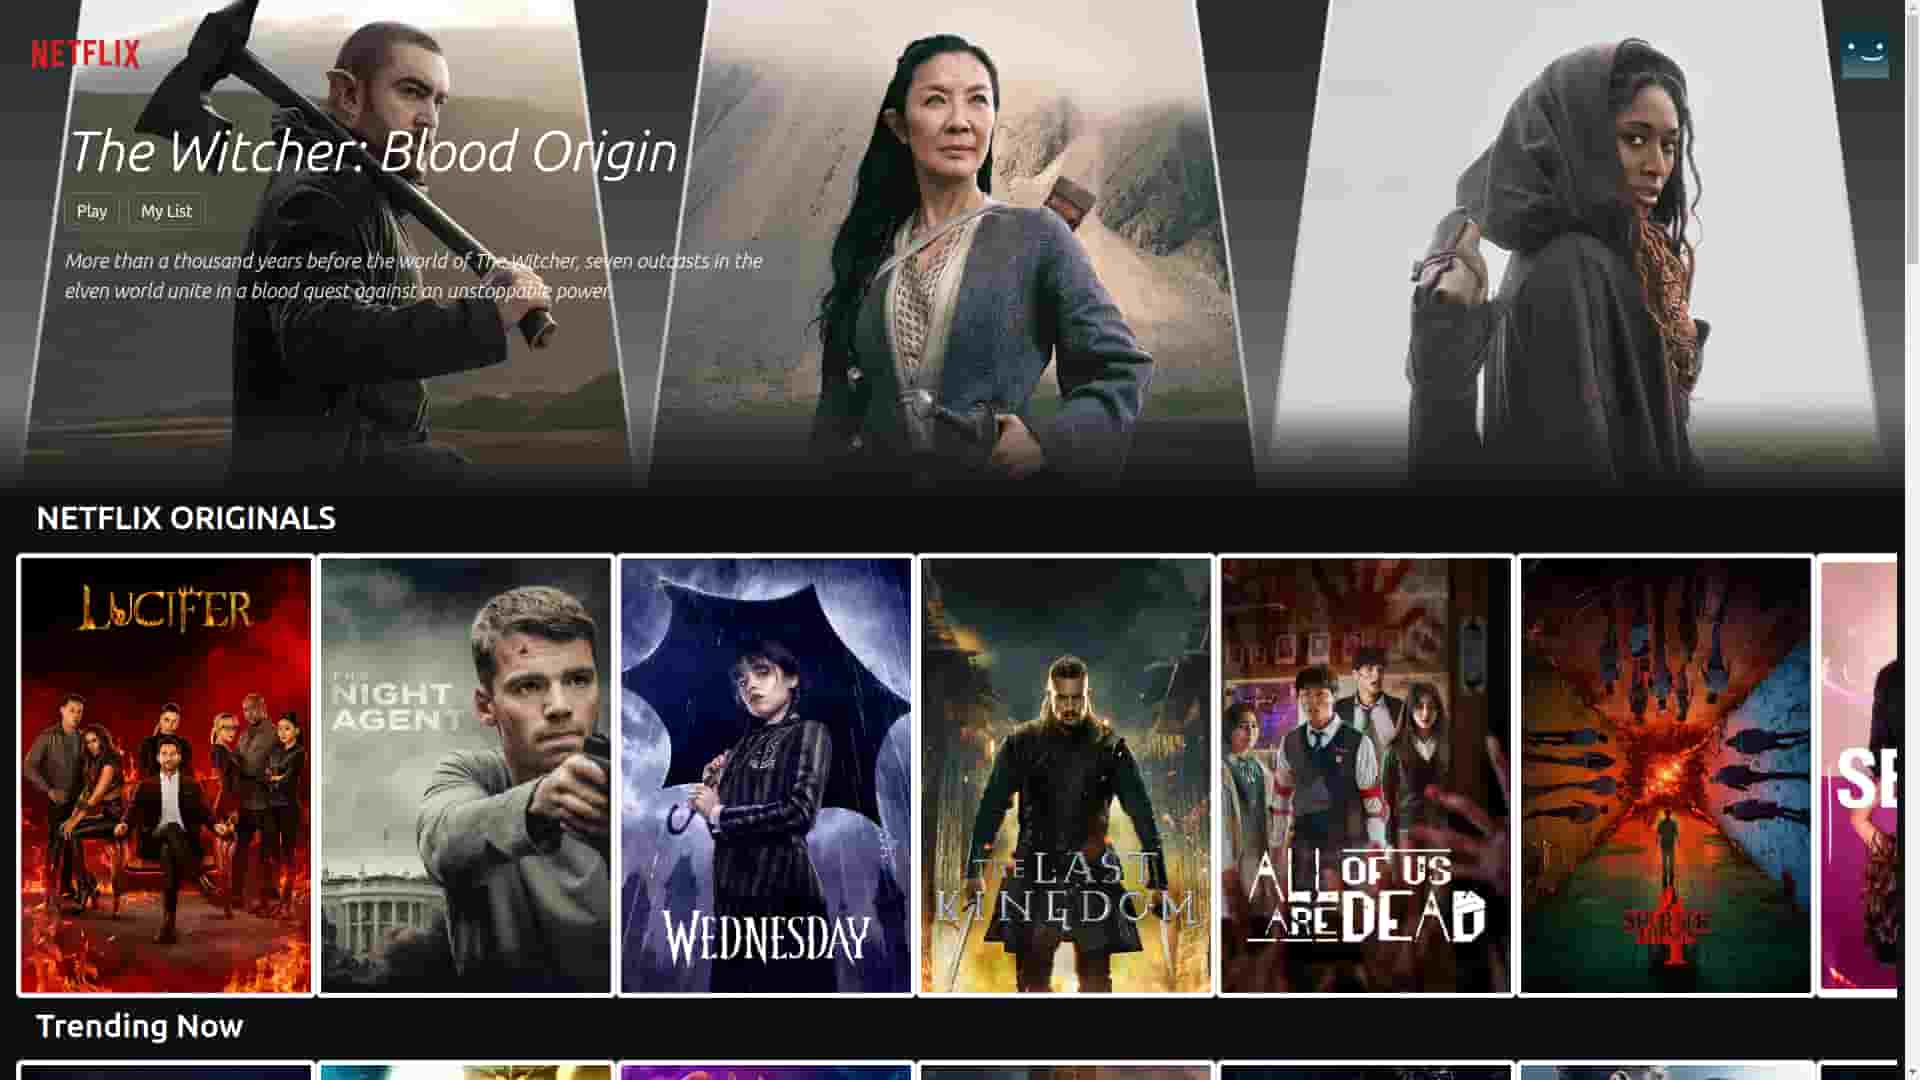 NETFLIX
The Witcher: Blood Origin
Play
My List
More than a thousand years before the world of The Witcher, seven outcasts in the
elven world unite in a blood quest against an unstoppable power.
NETFLIX ORIGINALS
LUCIFER
THE
NIGHT
AGENT
WEDNESDAY
THE LAST
KINGDOM
ALL OF US
ARE DEAD
4
SE
Trending Now